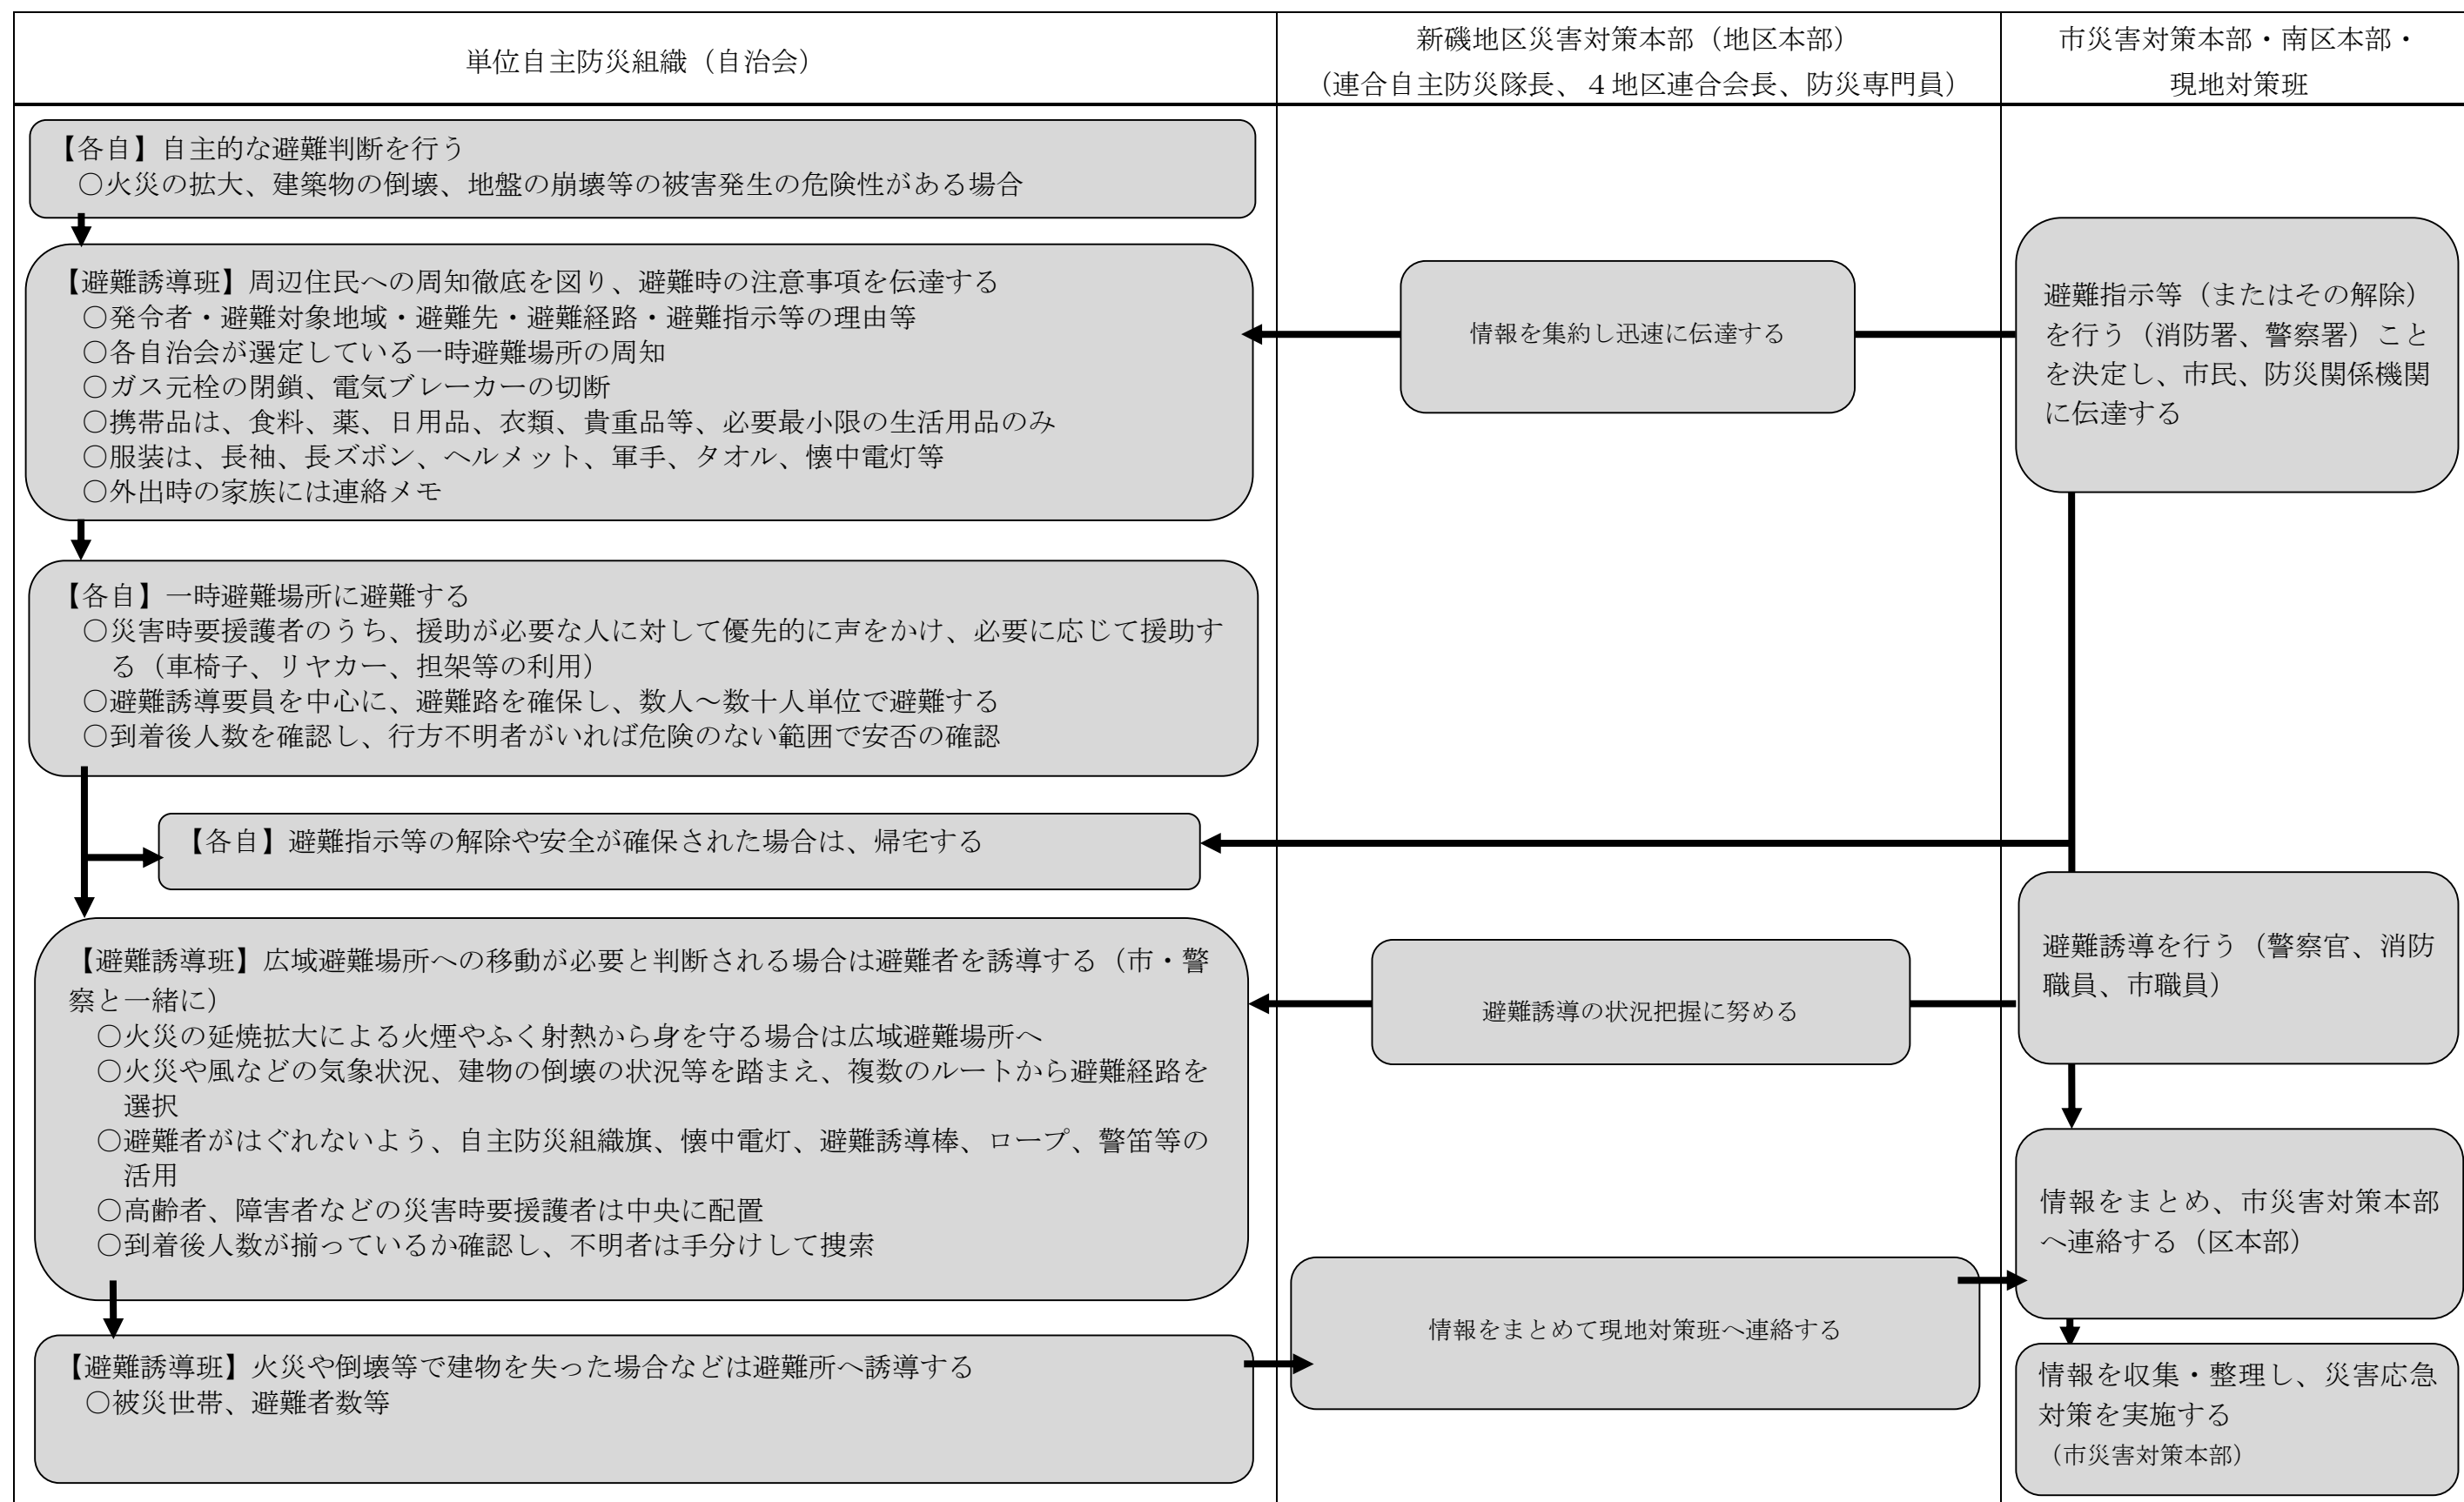 単位自主防災組織（自治会）
新磯地区災害対策本部（地区本部）
（連合自主防災隊長、４地区連合会長、防災専門員）
市災害対策本部・南区本部・
現地対策班
【各自】自主的な避難判断を行う
○火災の拡大、建築物の倒壊、地盤の崩壊等の被害発生の危険性がある場合
【避難誘導班】周辺住民への周知徹底を図り、避難時の注意事項を伝達する
○発令者・避難対象地域・避難先・避難経路・避難指示等の理由等
○各自治会が選定している一時避難場所の周知
○ガス元栓の閉鎖、電気ブレーカーの切断
○携帯品は、食料、薬、日用品、衣類、貴重品等、必要最小限の生活用品のみ
○服装は、長袖、長ズボン、ヘルメット、軍手、タオル、懐中電灯等
○外出時の家族には連絡メモ
情報を集約し迅速に伝達する
避難指示等（またはその解除）
を行う（消防署、警察署）こと
を決定し、市民、防災関係機関
に伝達する
【各自】一時避難場所に避難する
○災害時要援護者のうち、援助が必要な人に対して優先的に声をかけ、必要に応じて援助す
る（車椅子、リヤカー、担架等の利用）
○避難誘導要員を中心に、避難路を確保し、数人～数十人単位で避難する
○到着後人数を確認し、行方不明者がいれば危険のない範囲で安否の確認
【各自】避難指示等の解除や安全が確保された場合は、帰宅する
【避難誘導班】広域避難場所への移動が必要と判断される場合は避難者を誘導する（市・警
察と一緒に）
○火災の延焼拡大による火煙やふく射熱から身を守る場合は広域避難場所へ
○火災や風などの気象状況、建物の倒壊の状況等を踏まえ、複数のルートから避難経路を
選択
○避難者がはぐれないよう、自主防災組織旗、懐中電灯、避難誘導棒、ロープ、警笛等の
活用
○高齢者、障害者などの災害時要援護者は中央に配置
○到着後人数が揃っているか確認し、不明者は手分けして捜索
避難誘導の状況把握に努める
避難誘導を行う（警察官、消防
職員、市職員）
【避難誘導班】火災や倒壊等で建物を失った場合などは避難所へ誘導する
○被災世帯、避難者数等
情報をまとめて現地対策班へ連絡する
情報をまとめ、市災害対策本部
へ連絡する（区本部）
情報を収集・整理し、災害応急
対策を実施する
（市災害対策本部）